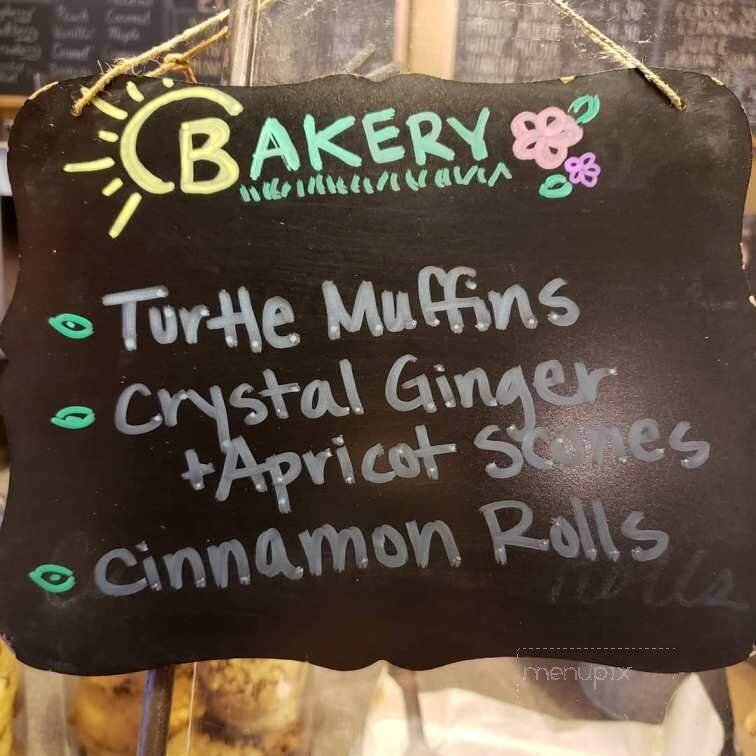 BAKERY
Turtle Muffins
Crystal Ginger
+Apricot Scones
Cinnamon Rolls
menupix